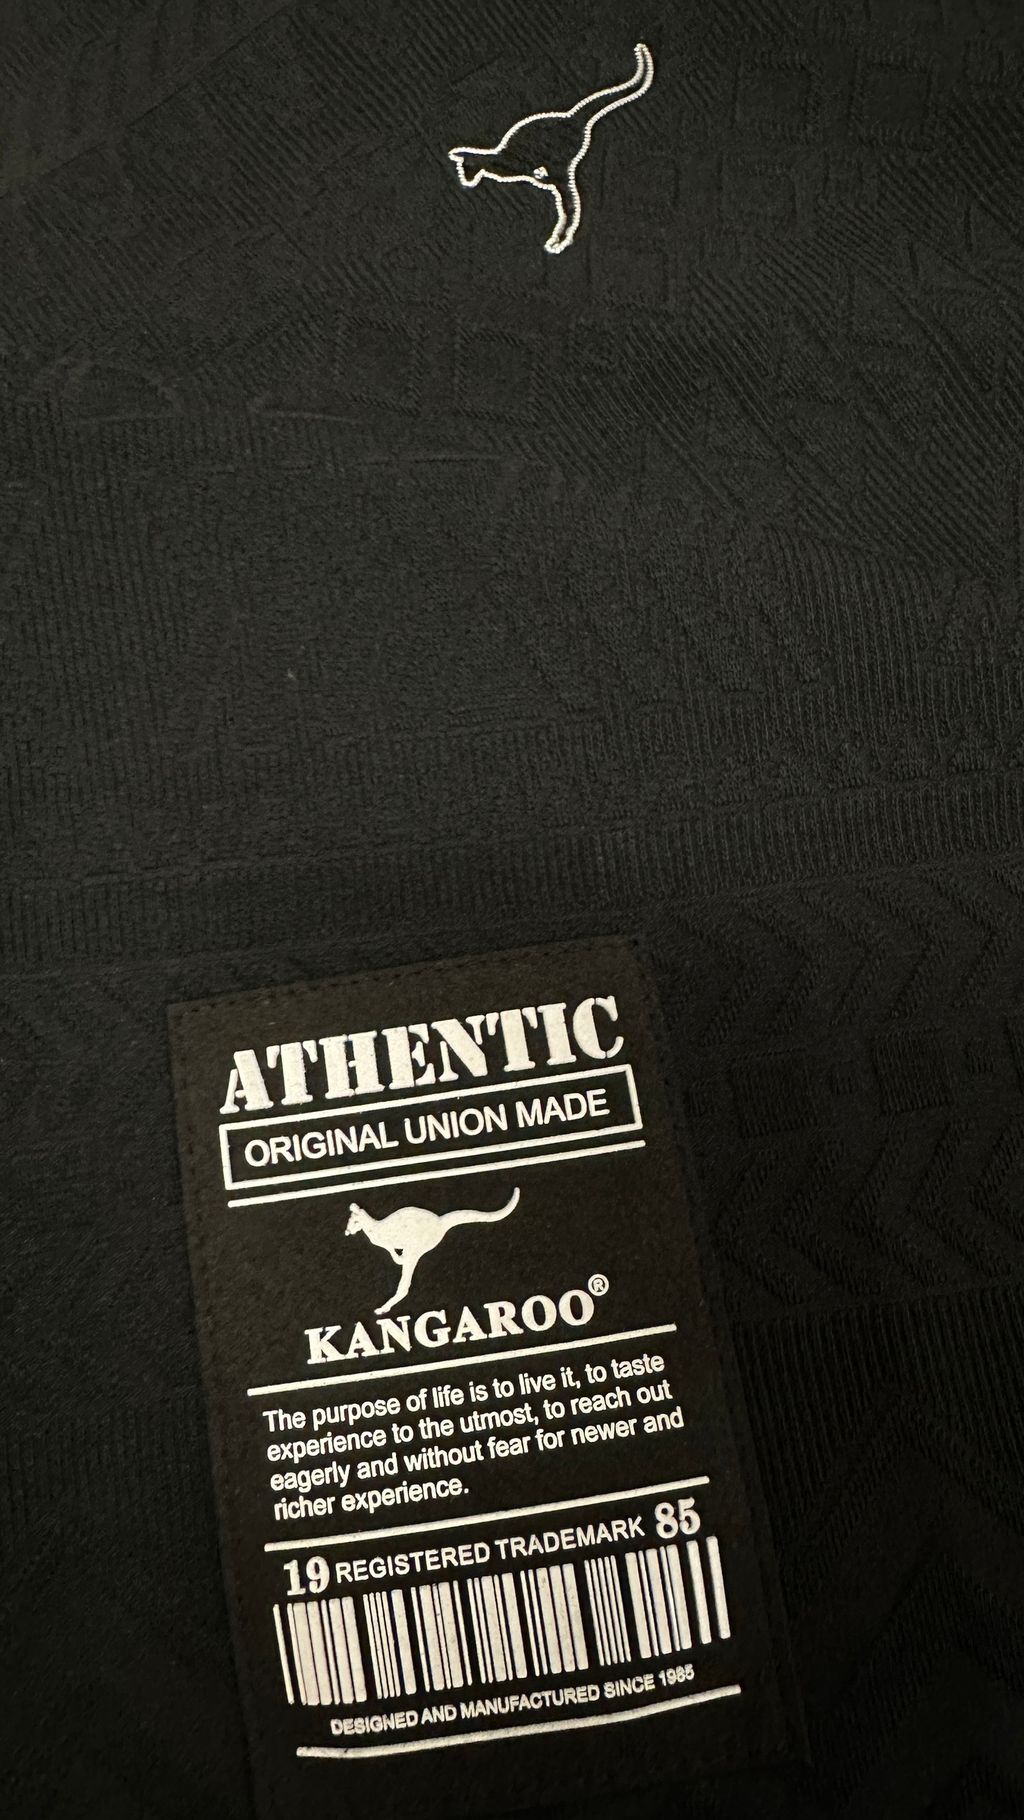 ATHENTIC
ORIGINAL UNION MADE
KANGAROO®
The purpose of life is to live it, to taste
experience to the utmost, to reach out
eagerly and without fear for newer and
richer experience.
19 REGISTERED TRADEMARK 85
DESIGNED AND MANUFACTURED SINCE 1985